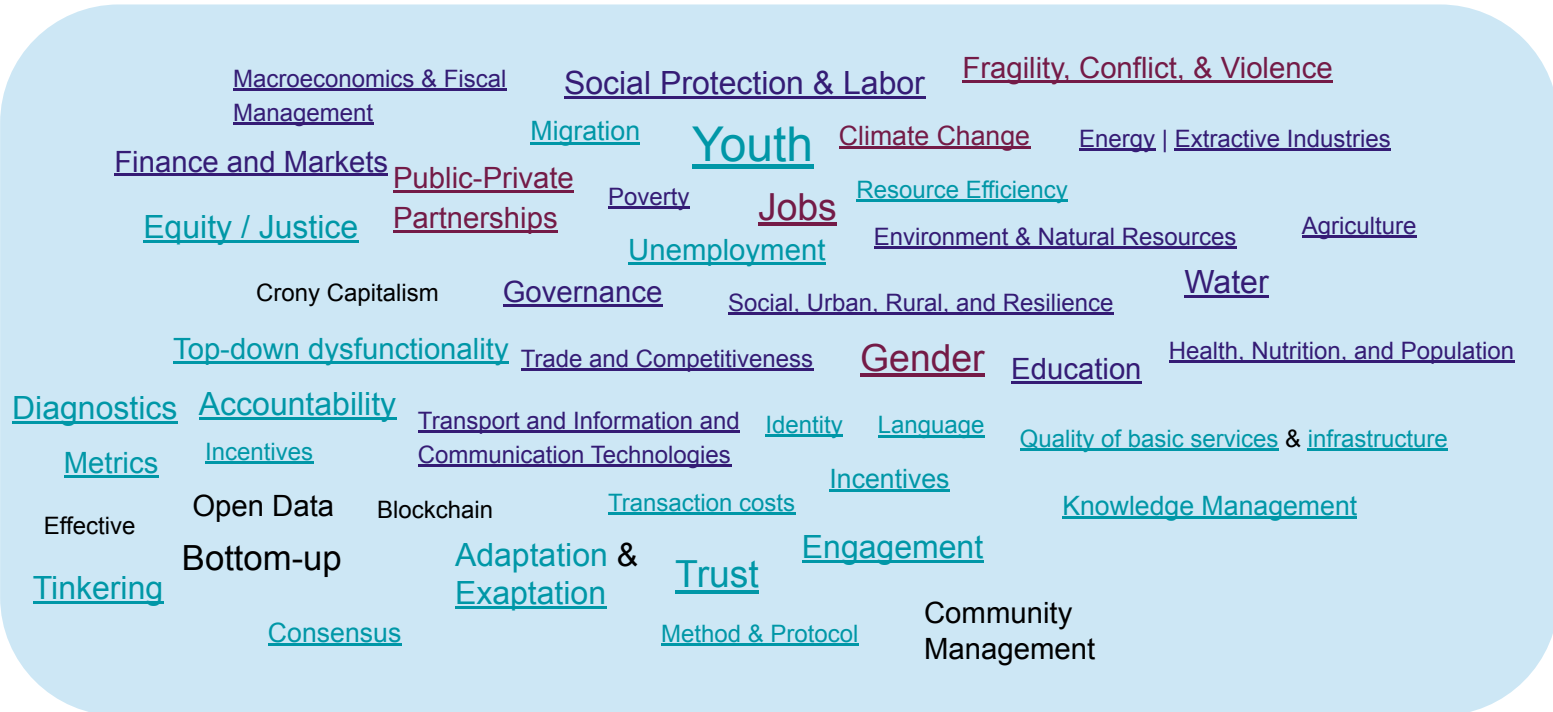 Macroeconomics & Fiscal
Management
Social Protection & Labor
Fragility, Conflict, & Violence
Migration
Youth
Climate Change
Energy | Extractive Industries
Finance and Markets
Public-Private
Partnerships
Poverty
Jobs
Resource Efficiency
Equity / Justice
Unemployment
Environment & Natural Resources
Agriculture
Crony Capitalism
Governance
Social, Urban, Rural, and Resilience
Water
Top-down dysfunctionality
Trade and Competitiveness
Gender
Education
Health, Nutrition, and Population
Diagnostics
Accountability
Transport and Information and
Communication Technologies
Identity
Language
Quality of basic services & infrastructure
Metrics
Incentives
Incentives
Effective
Open Data
Blockchain
Transaction costs
Knowledge Management
Bottom-up
Adaptation &
Exaptation
Trust
Engagement
Tinkering
Consensus
Method & Protocol
Community
Management